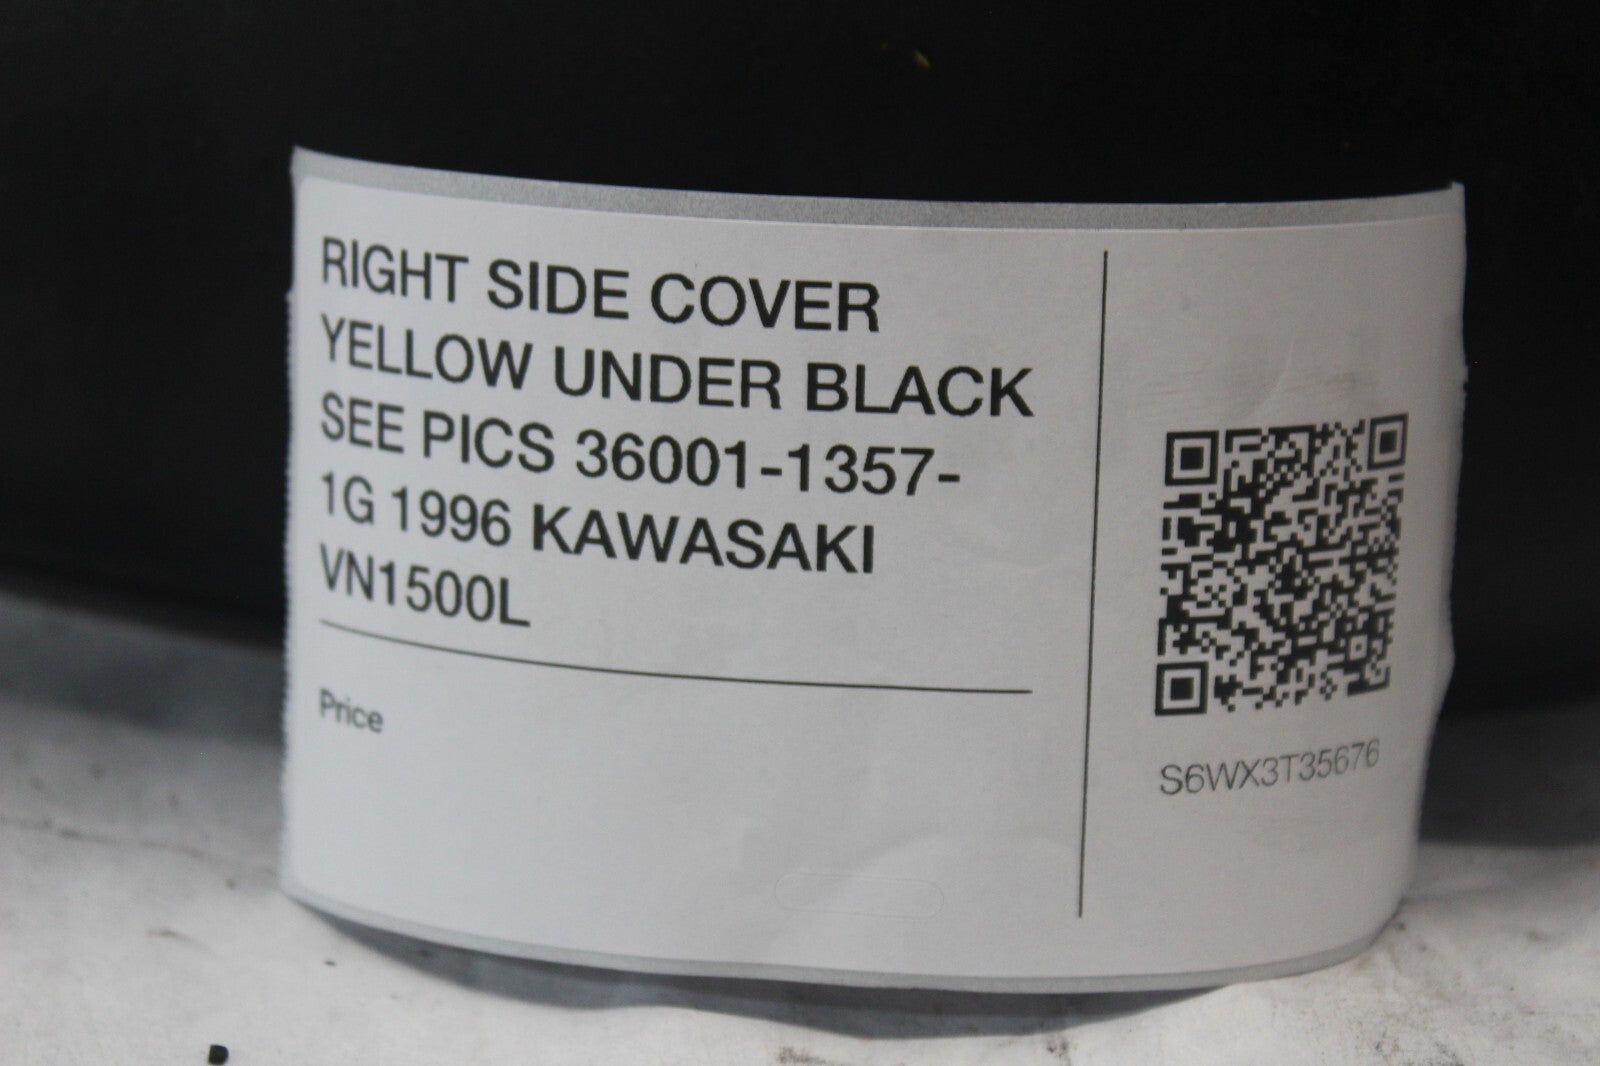 RIGHT SIDE COVER
YELLOW UNDER BLACK
SEE PICS 36001-1357-
1G 1996 KAWASAKI
VN1500L
Price
S6WX3T35676